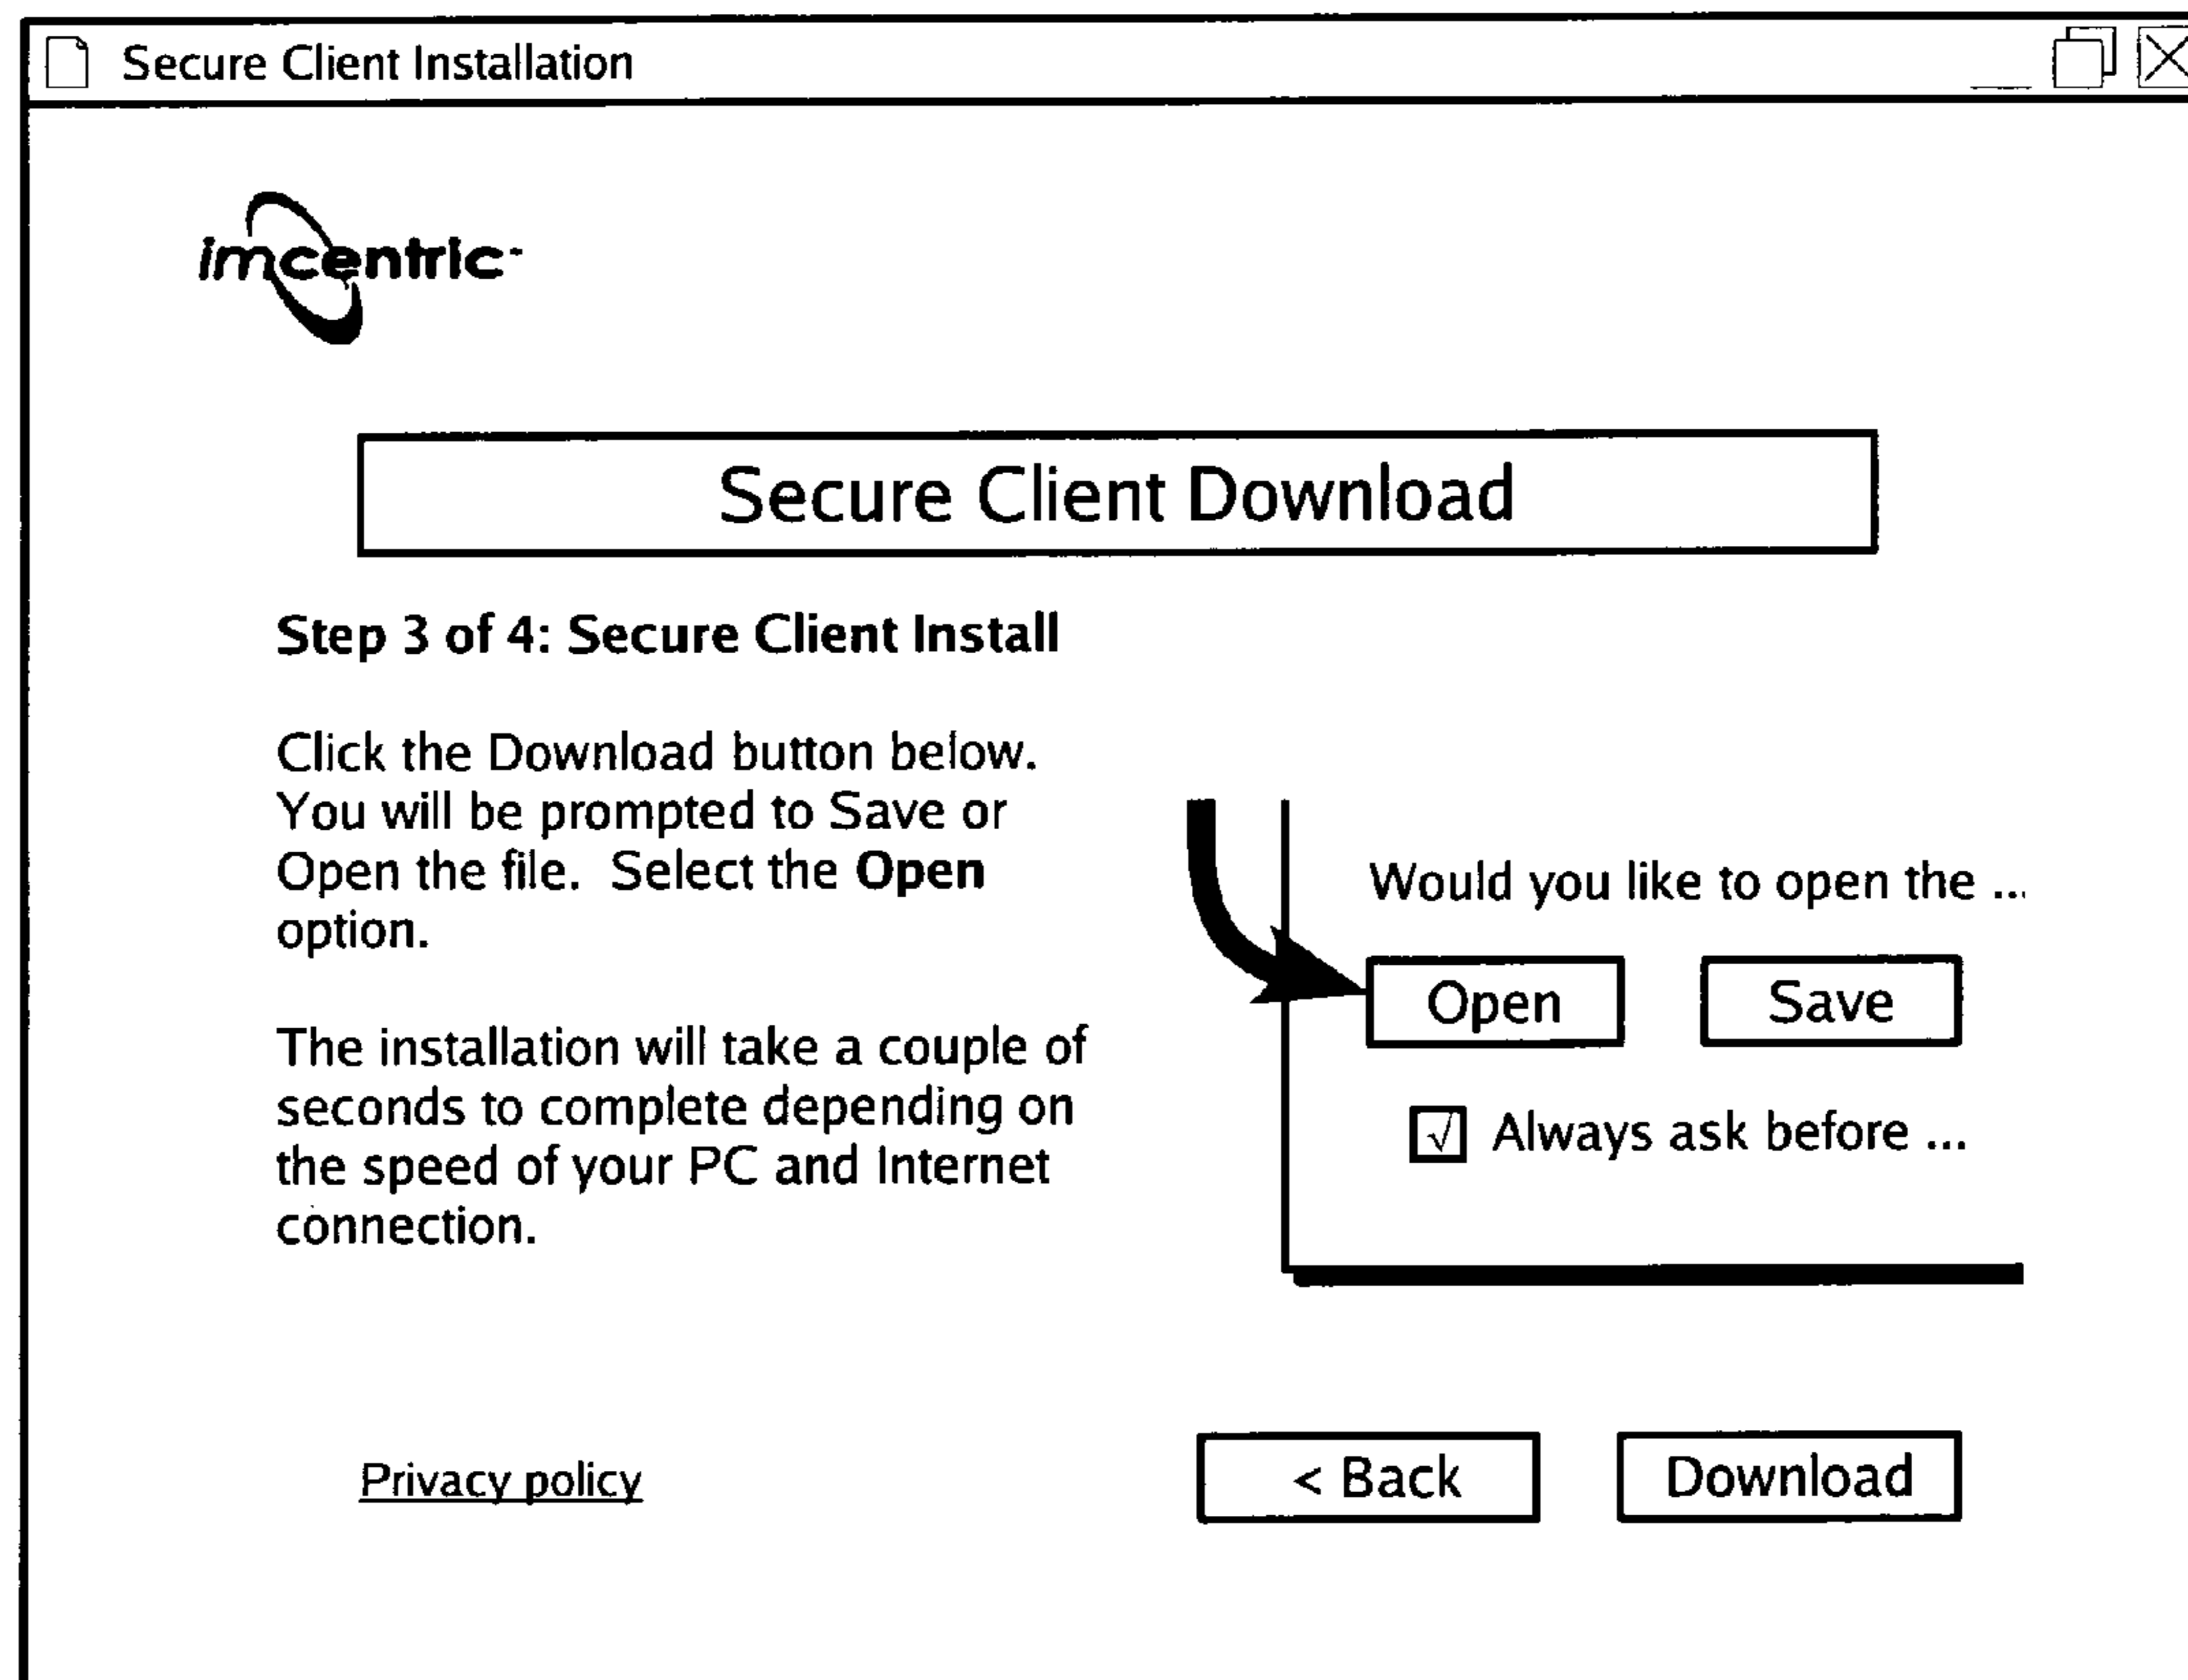 Secure Client Installation
imcentric
Secure Client Download
Step 3 of 4: Secure Client Install
Click the Download button below.
You will be prompted to Save or
Open the file. Select the Open
option.
The installation will take a couple of
seconds to complete depending on
the speed of your PC and Internet
connection.
Would you like to open the ...
Open Save
√ Always ask before ...
Privacy policy
< Back Download